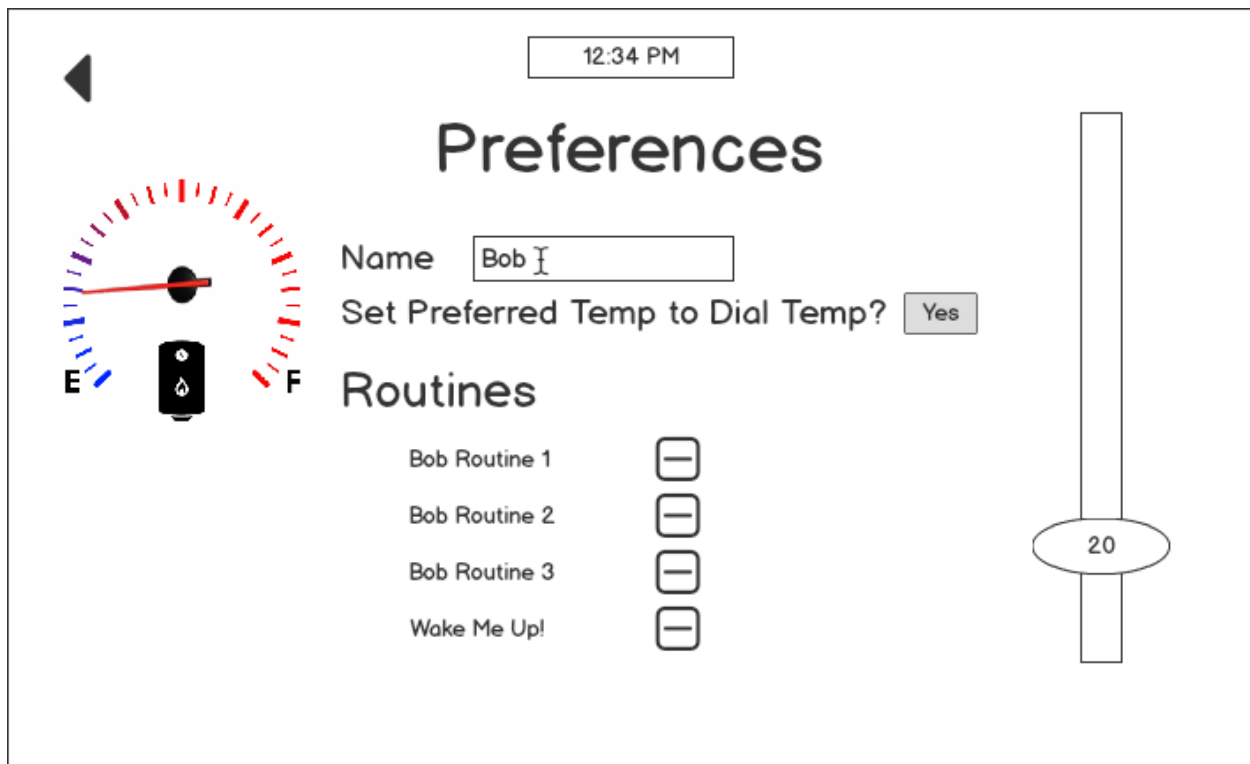 12:34 PM
Preferences
Name Bob
Set Preferred Temp to Dial Temp? Yes
E F
Routines
Bob Routine 1
Bob Routine 2
Bob Routine 3
20
Wake Me Up!